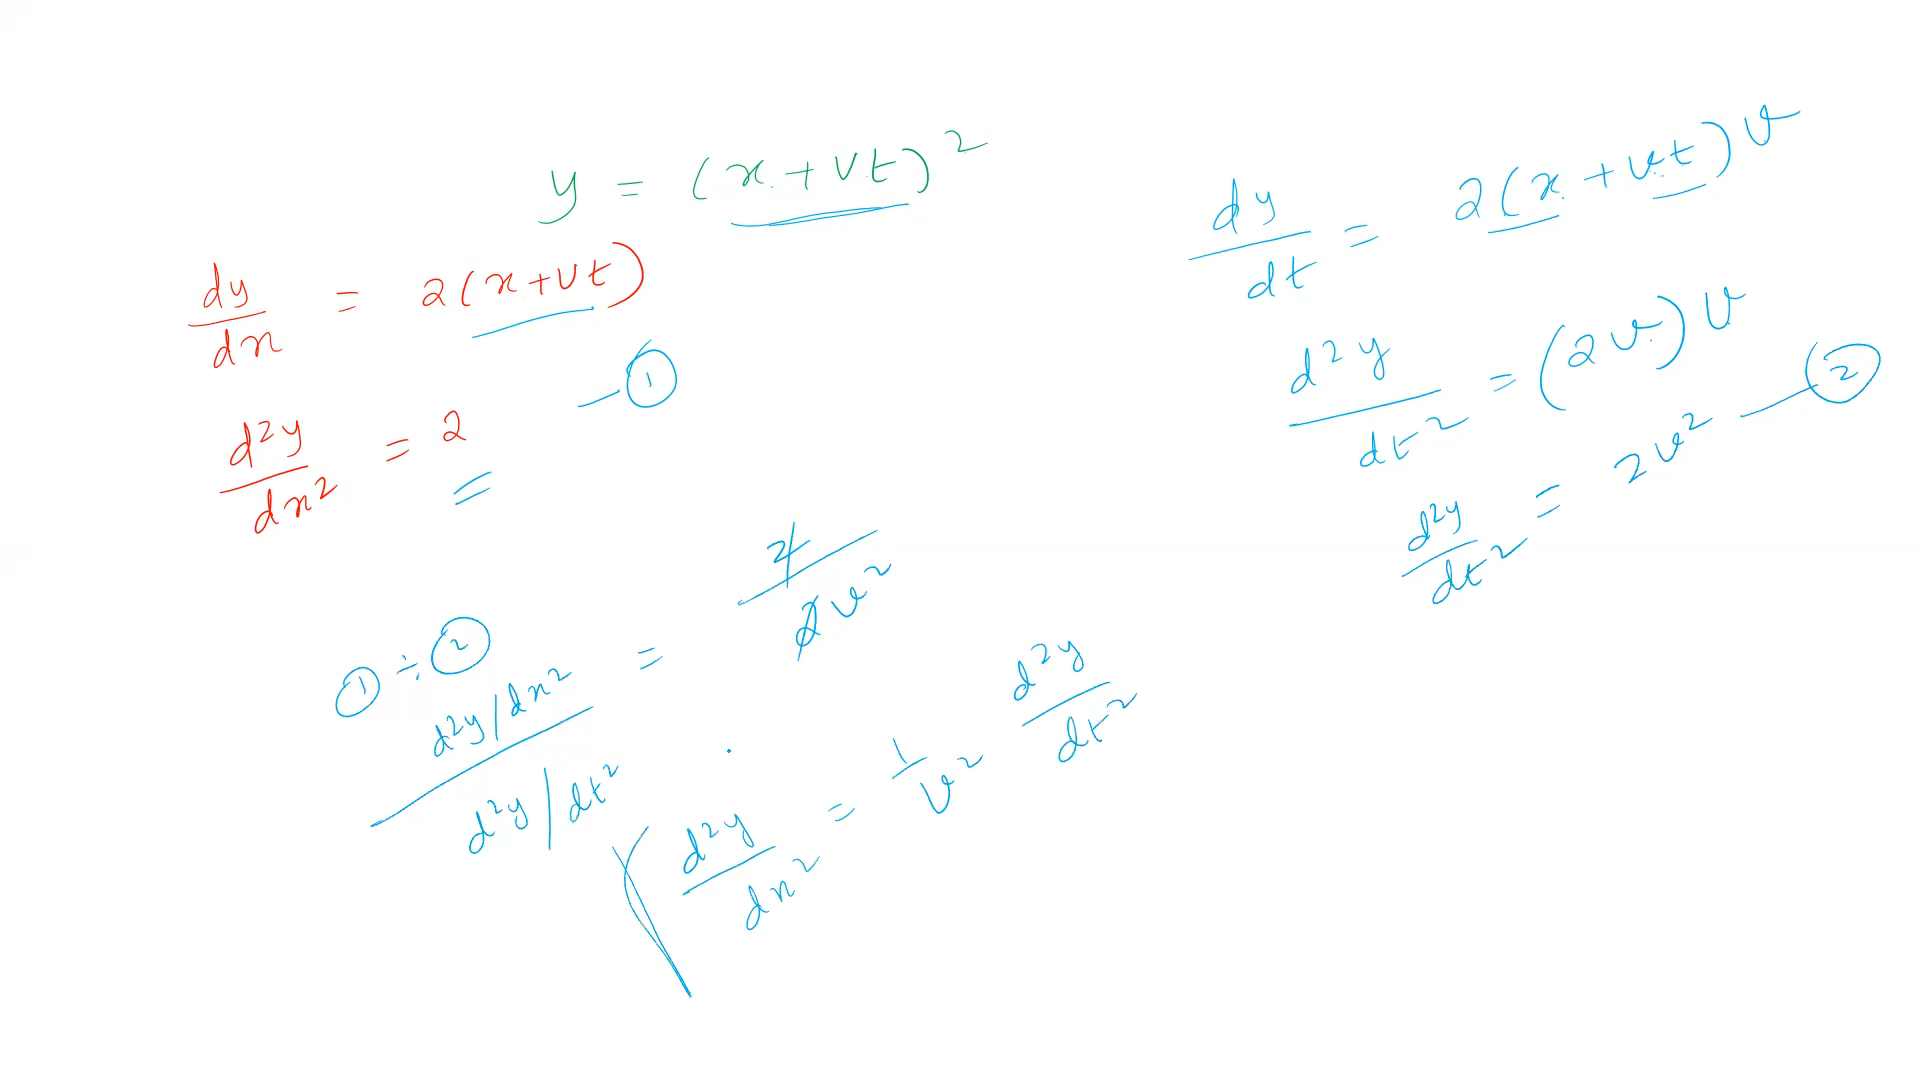 y = (x+vt)²
dy/dx = 2(x+vt)
— ①
d²y/dx² = 2
=
dy/dt = 2(x+vt)v
d²y/dt² = (2v)v
— ②
d²y/dt² = 2v²
① ÷ ②
d²y/dx² / d²y/dt² = 2/2v²
d²y/dx² = 1/v² d²y/dt²